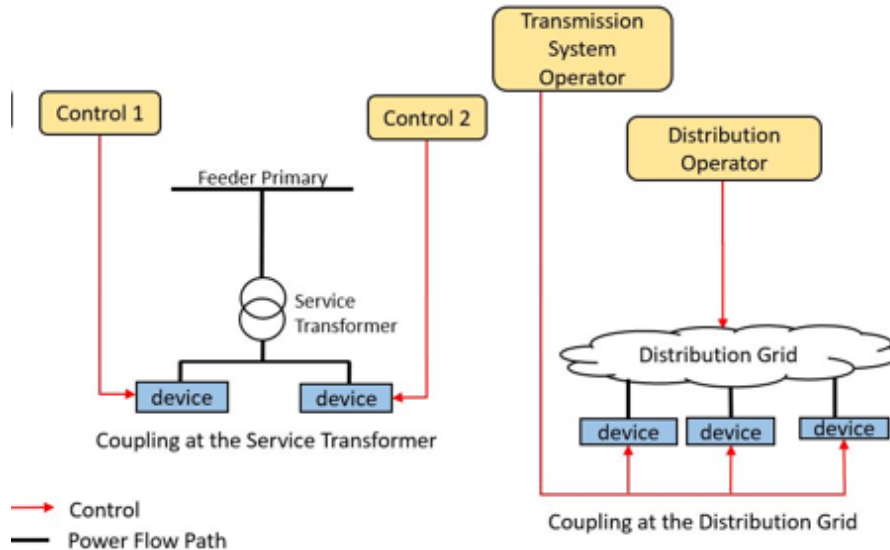 Transmission
System
Operator
Control 1
Control 2
Distribution
Operator
Feeder Primary
Service
Transformer
Distribution Grid
device
device
device
device
device
Coupling at the Service Transformer
Coupling at the Distribution Grid
Control
Power Flow Path